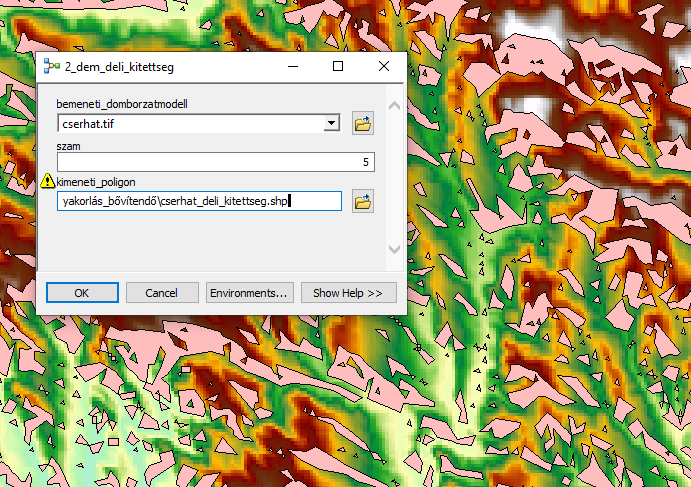 2_dem_deli_kitettseg
bemeneti_domborzatmodell
cserhat.tif
szam
5
kimeneti_poligon
yakorlás_bővítendő\cserhat_deli_kitettseg.shp
OK
Cancel
Environments...
Show Help >>